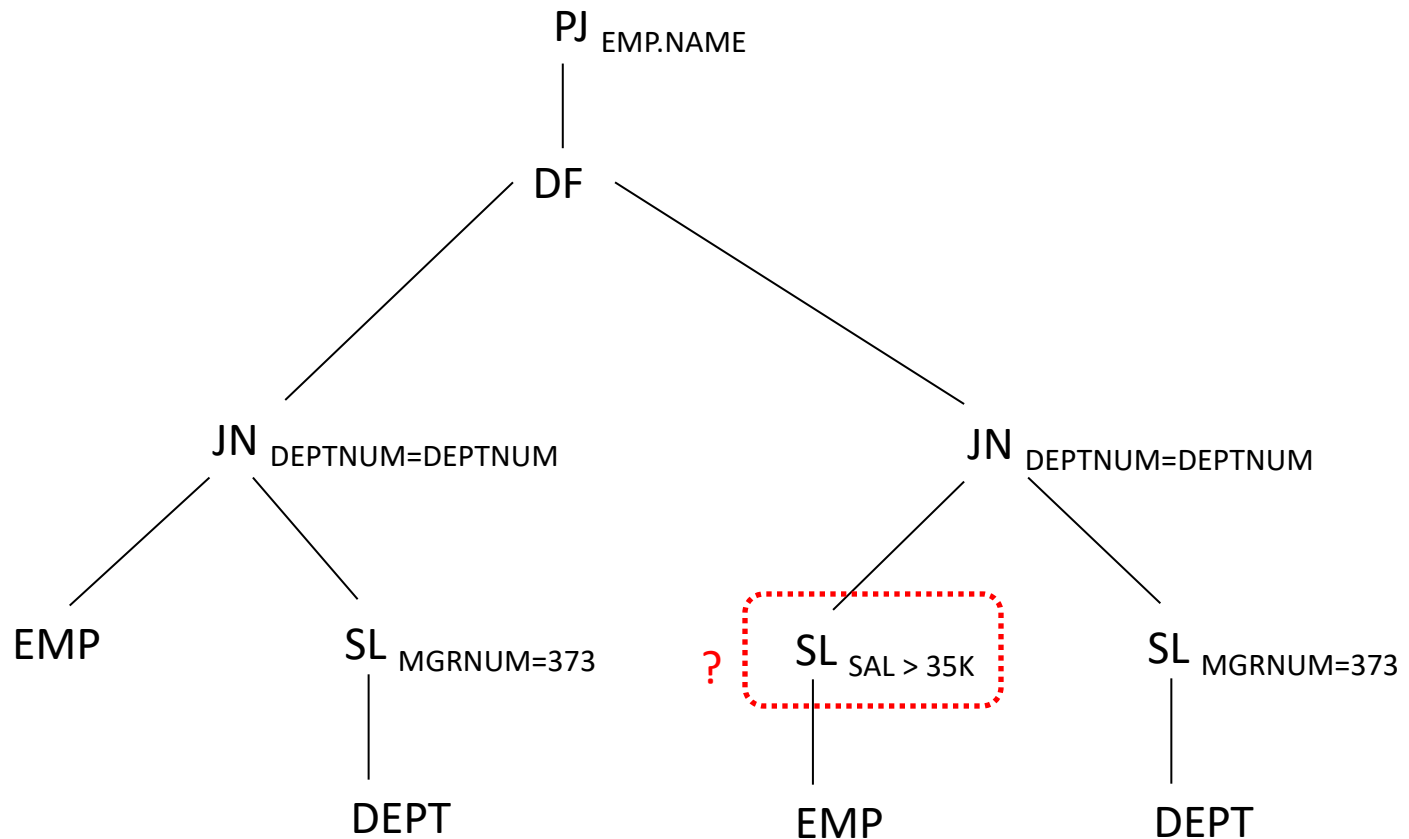 PJ EMP.NAME
DF
JN DEPTNUM=DEPTNUM
JN DEPTNUM=DEPTNUM
EMP
SL MGRNUM=373
?
SL SAL > 35K
SL MGRNUM=373
DEPT
EMP
DEPT